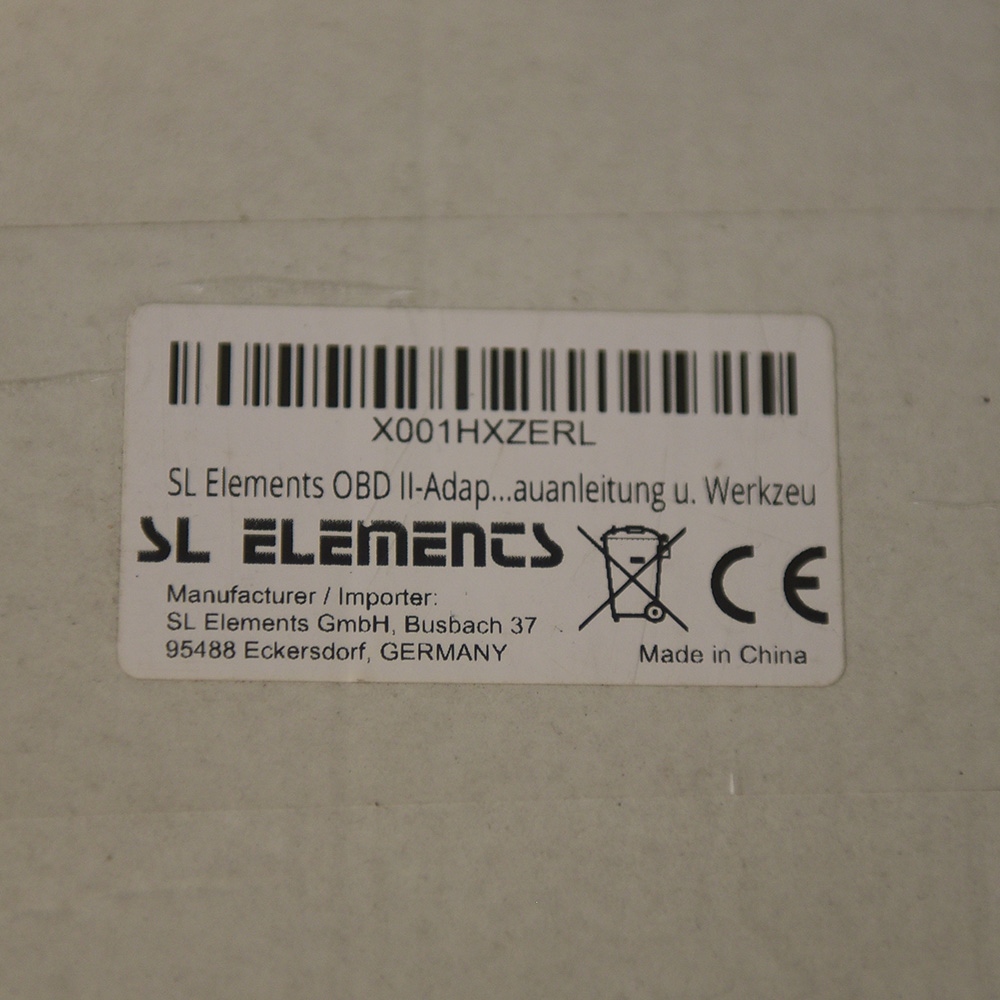 X001HXZERL
SL Elements OBD II-Adap...auanleitung u. Werkzeu
SL ELEMENTS
CE
Manufacturer / Importer:
SL Elements GmbH, Busbach 37
95488 Eckersdorf, GERMANY
Made in China